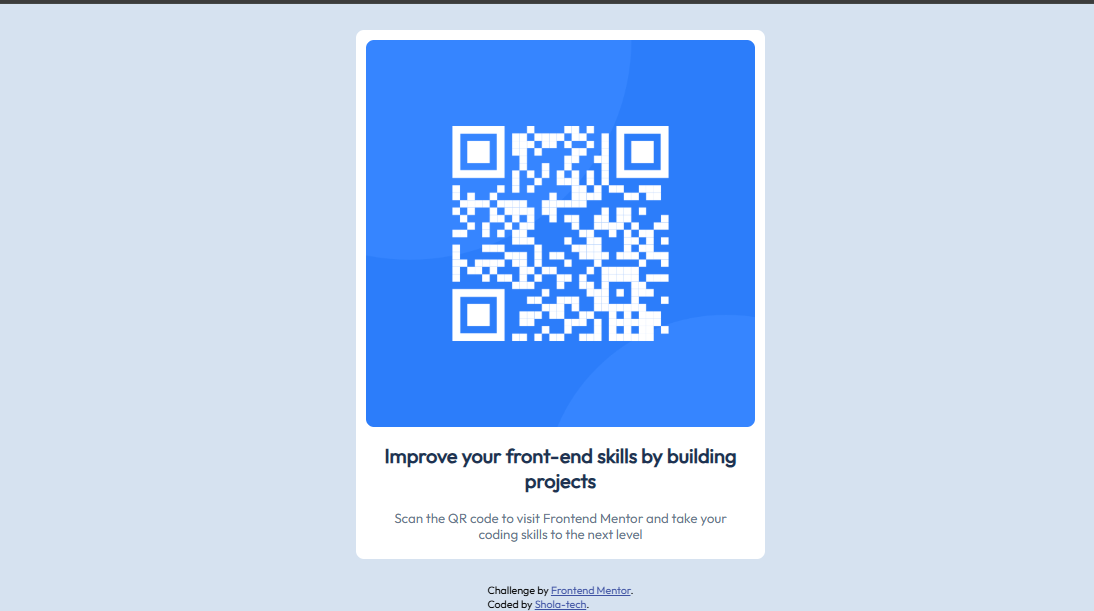 Improve your front-end skills by building
projects
Scan the QR code to visit Frontend Mentor and take your
coding skills to the next level
Challenge by Frontend Mentor.
Coded by Shola-tech.